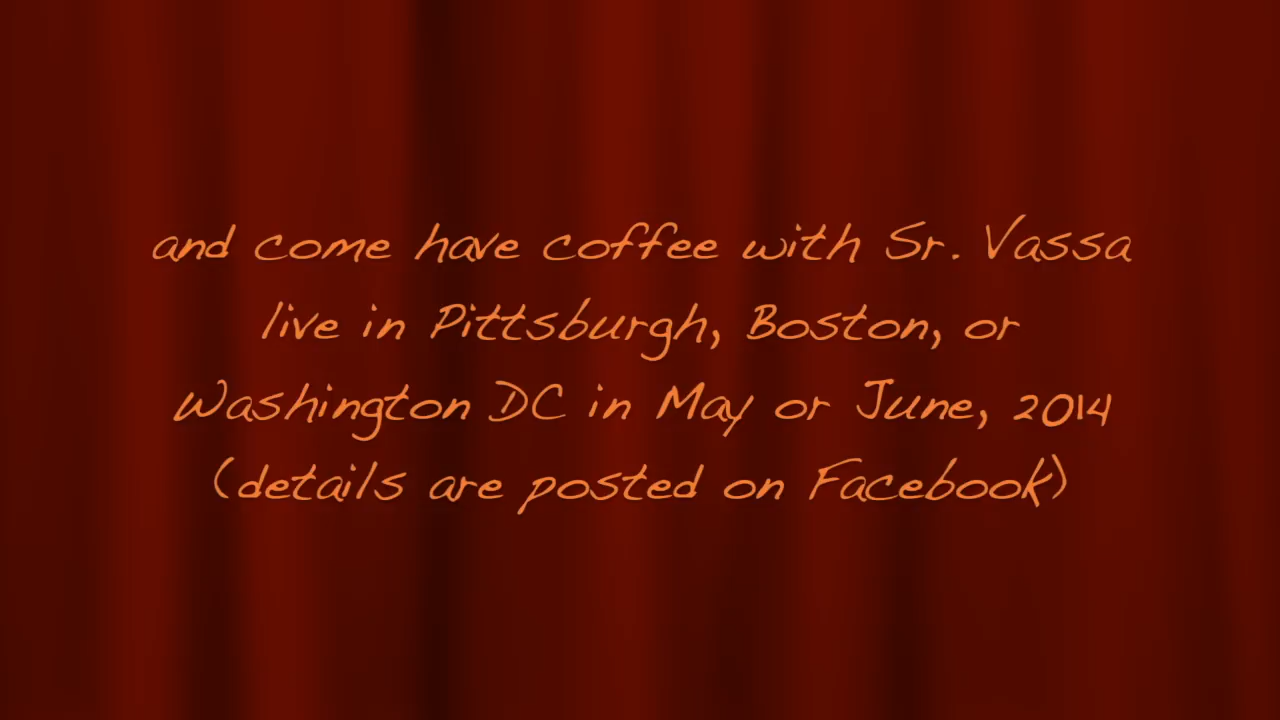 and come have coffee with Sr. Vassa
live in Pittsburgh, Boston, or
Washington DC in May or June, 2014
(details are posted on Facebook)